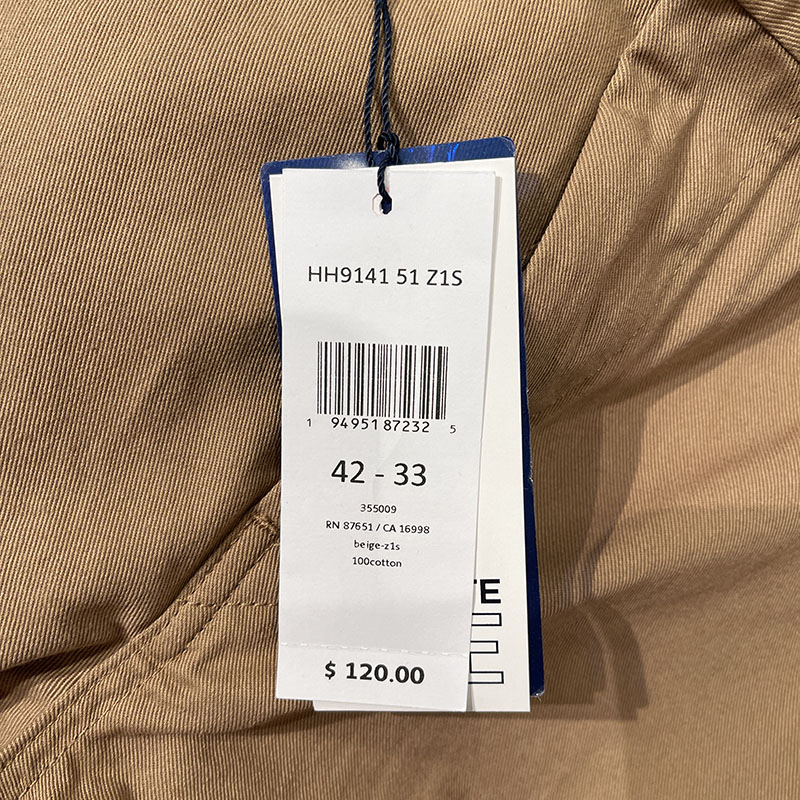 HH9141 51 Z1S
1 94951 87232 5
42 - 33
355009
RN 87651 / CA 16998
beige-z1s
100cotton
$ 120.00